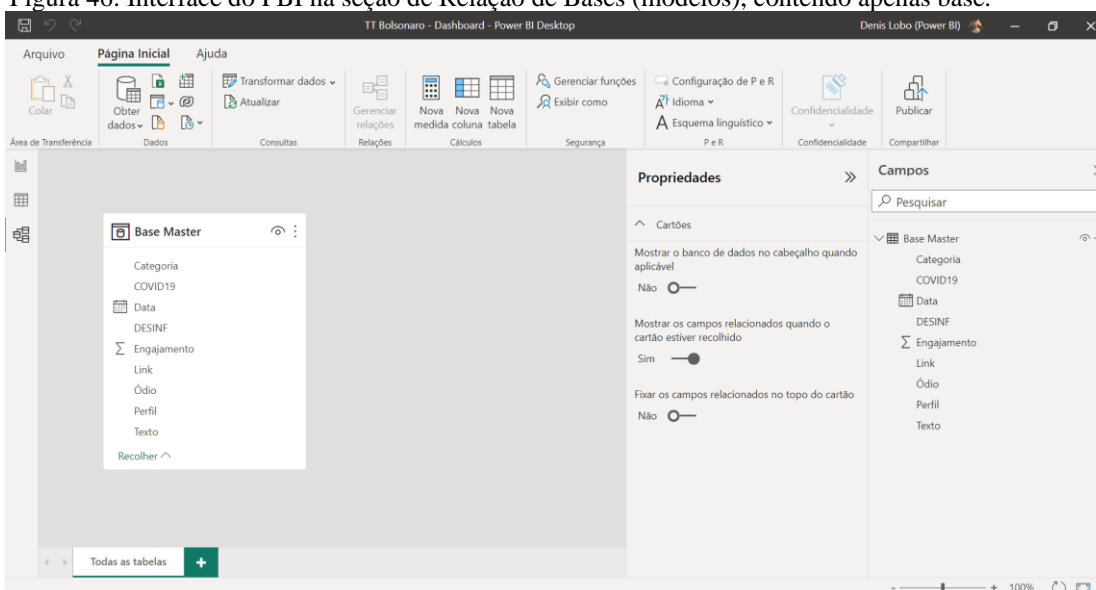 Figura 46: Interface do PBI na seção de Relação de Bases (modelos), contendo apenas base.
TT Bolsonaro - Dashboard - Power BI Desktop
Denis Lobo (Power BI)
Arquivo
Página Inicial
Ajuda
Colar
Obter
dados
Transformar dados
Atualizar
Gerenciar
relações
Nova
medida
Nova
coluna
Nova
tabela
Gerenciar funções
Exibir como
Configuração de P e R
Idioma
Esquema linguístico
Confidencialidade
Publicar
Área de Transferência
Dados
Consultas
Relações
Cálculos
Segurança
P e R
Confidencialidade
Compartilhar
Base Master
Categoria
COVID19
Data
DESINF
Engajamento
Link
Ódio
Perfil
Texto
Recolher
Propriedades
Cartões
Mostrar o banco de dados no cabeçalho quando
aplicável
Não
Mostrar os campos relacionados quando o
cartão estiver recolhido
Sim
Fixar os campos relacionados no topo do cartão
Não
Campos
Pesquisar
Base Master
Categoria
COVID19
Data
DESINF
Engajamento
Link
Ódio
Perfil
Texto
Todas as tabelas
100%